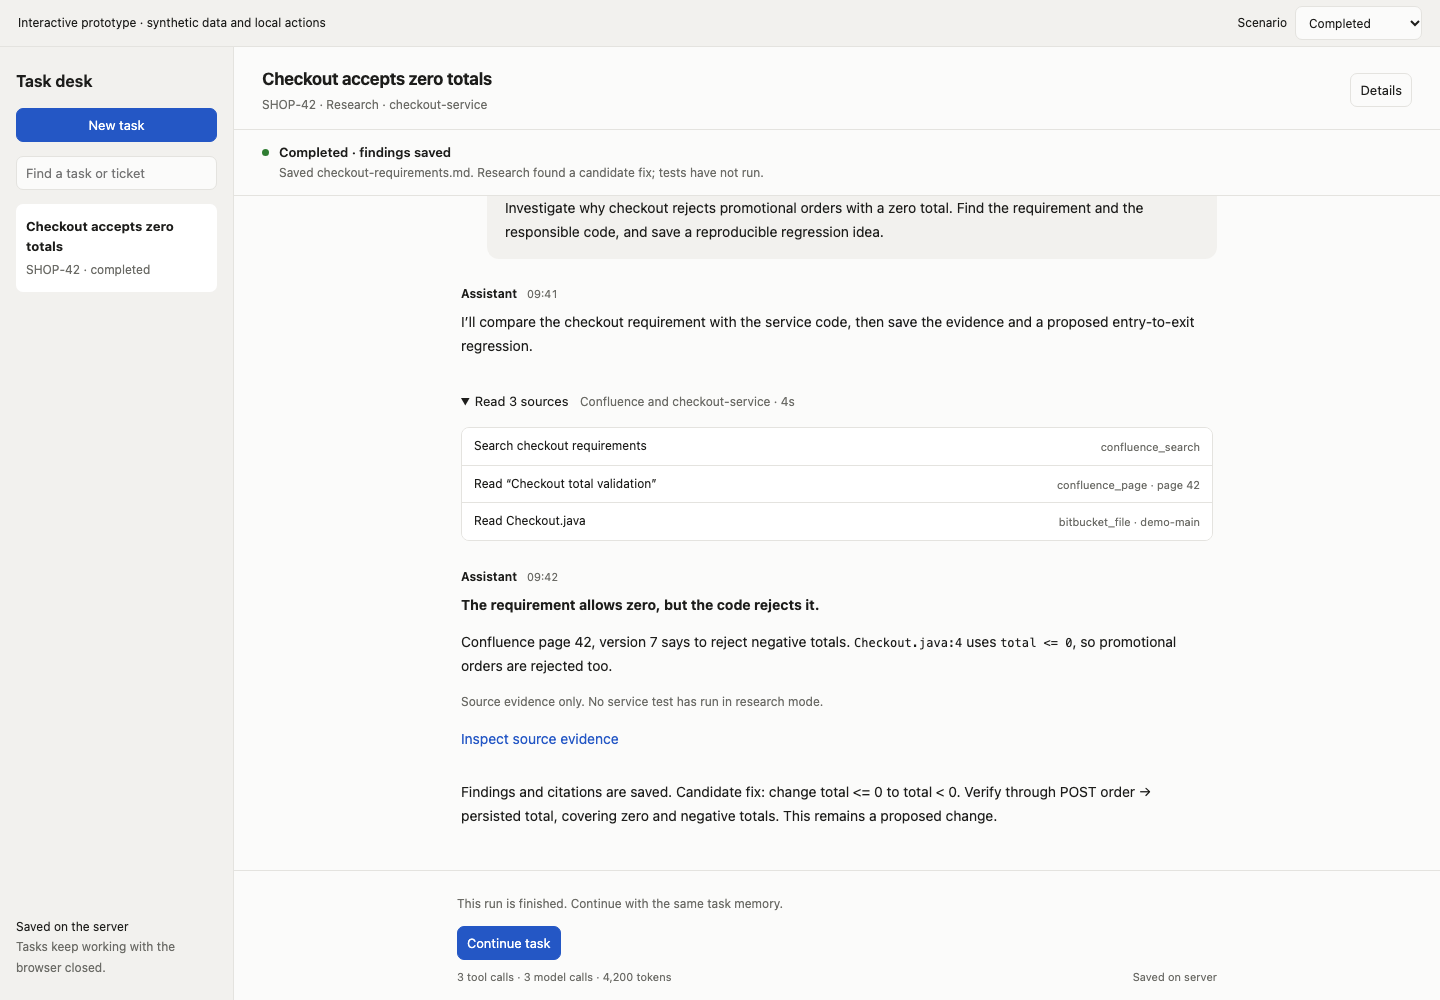 Interactive prototype · synthetic data and local actions
Scenario
Completed
Task desk
New task
Find a task or ticket
Checkout accepts zero
totals
SHOP-42 · completed
Saved on the server
Tasks keep working with the
browser closed.
Checkout accepts zero totals
SHOP-42 · Research · checkout-service
Details
Completed · findings saved
Saved checkout-requirements.md. Research found a candidate fix; tests have not run.
Investigate why checkout rejects promotional orders with a zero total. Find the requirement and the
responsible code, and save a reproducible regression idea.
Assistant 09:41
I’ll compare the checkout requirement with the service code, then save the evidence and a proposed entry-to-exit
regression.
▼ Read 3 sources Confluence and checkout-service · 4s
Search checkout requirements confluence_search
Read “Checkout total validation” confluence_page · page 42
Read Checkout.java bitbucket_file · demo-main
Assistant 09:42
The requirement allows zero, but the code rejects it.
Confluence page 42, version 7 says to reject negative totals. Checkout.java:4 uses total <= 0, so promotional
orders are rejected too.
Source evidence only. No service test has run in research mode.
Inspect source evidence
Findings and citations are saved. Candidate fix: change total <= 0 to total < 0. Verify through POST order →
persisted total, covering zero and negative totals. This remains a proposed change.
This run is finished. Continue with the same task memory.
Continue task
3 tool calls · 3 model calls · 4,200 tokens
Saved on server